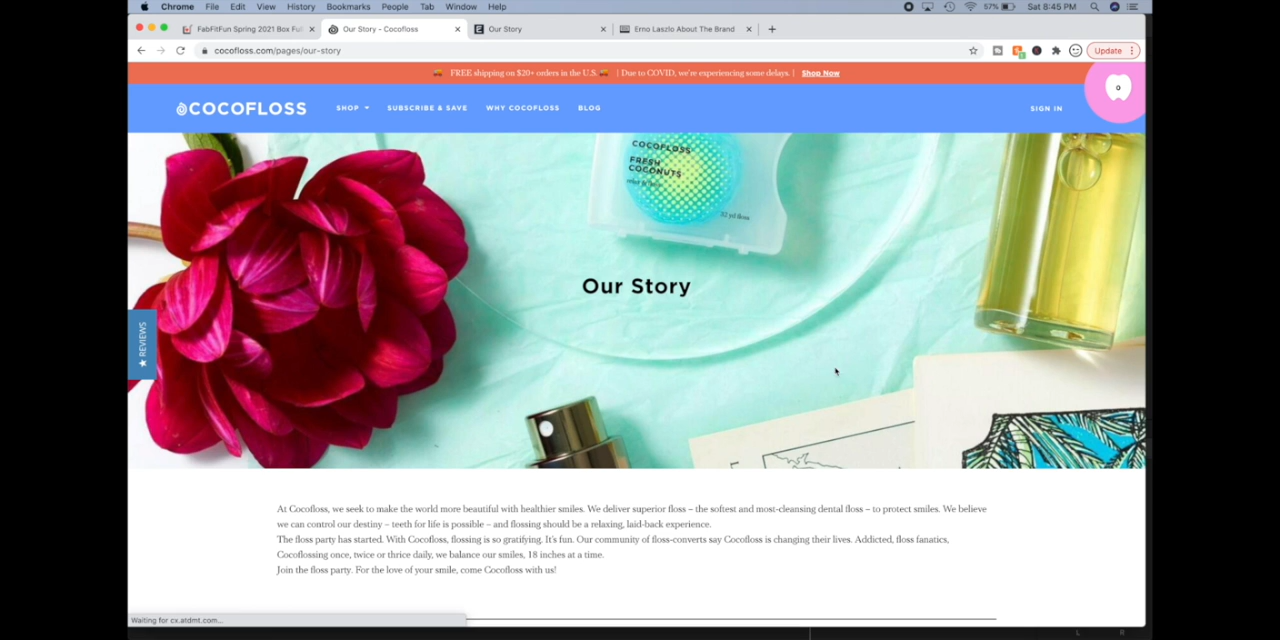 Chrome File Edit View History Bookmarks People Tab Window Help 57% Sat 8:45 PM
FabFitFun Spring 2021 Box Ful Our Story – Cocofloss Our Story Erno Laszlo About The Brand
cocofloss.com/pages/our-story Update
FREE shipping on $20+ orders in the U.S. | Due to COVID, we're experiencing some delays. | Shop Now
COCOFLOSS SHOP SUBSCRIBE & SAVE WHY COCOFLOSS BLOG SIGN IN 0
COCOFLOSS
FRESH
COCONUTS
32 yd floss
Our Story
★ REVIEWS
At Cocofloss, we seek to make the world more beautiful with healthier smiles. We deliver superior floss – the softest and most-cleansing dental floss – to protect smiles. We believe
we can control our destiny – teeth for life is possible – and flossing should be a relaxing, laid-back experience.
The floss party has started. With Cocofloss, flossing is so gratifying. It's fun. Our community of floss-converts say Cocofloss is changing their lives. Addicted, floss fanatics,
Cocoflossing once, twice or thrice daily, we balance our smiles, 18 inches at a time.
Join the floss party. For the love of your smile, come Cocofloss with us!
Waiting for cx.atdmt.com...
L R